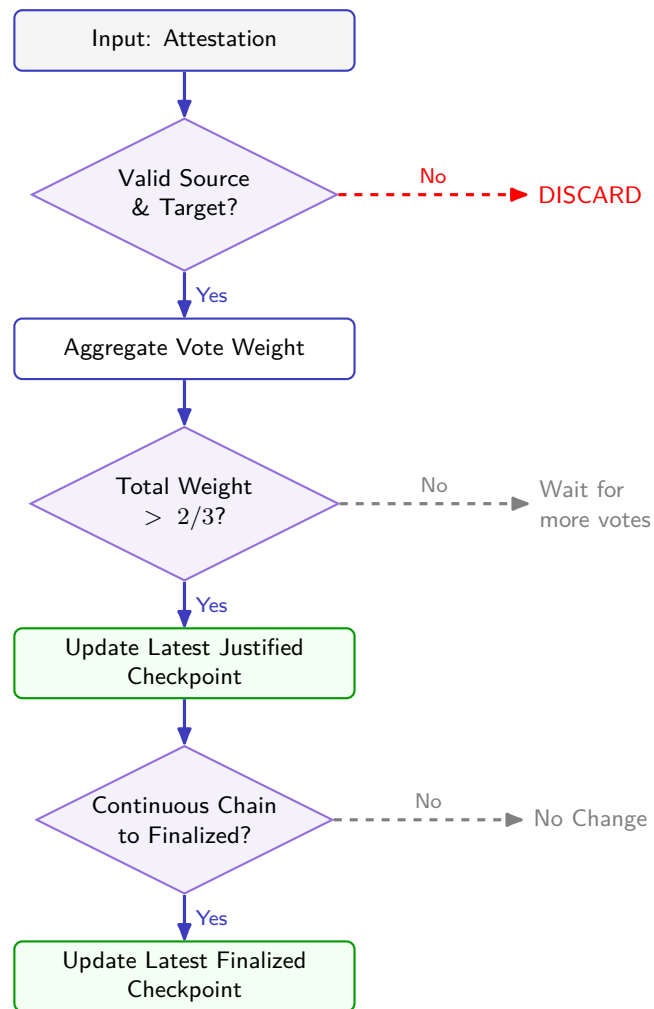 Input: Attestation
Valid Source
& Target?
No
DISCARD
Yes
Aggregate Vote Weight
Total Weight
> 2/3?
No
Wait for
more votes
Yes
Update Latest Justified
Checkpoint
Continuous Chain
to Finalized?
No
No Change
Yes
Update Latest Finalized
Checkpoint